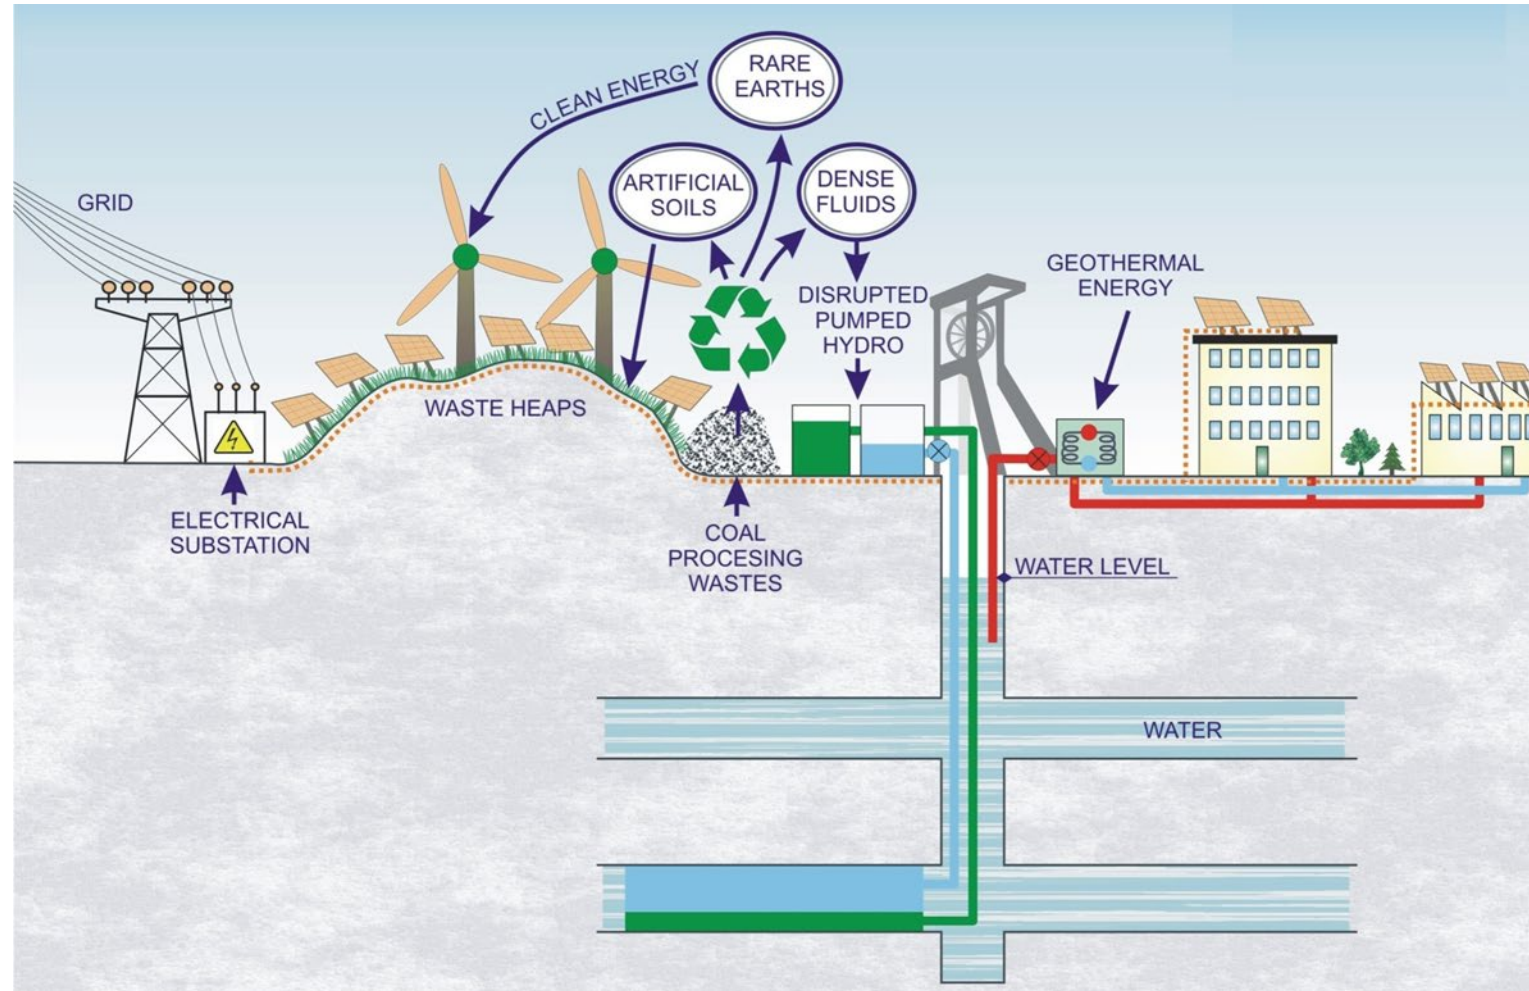 RARE
EARTHS
CLEAN ENERGY
ARTIFICIAL
SOILS
DENSE
FLUIDS
GRID
GEOTHERMAL
ENERGY
DISRUPTED
PUMPED
HYDRO
WASTE HEAPS
ELECTRICAL
SUBSTATION
COAL
PROCESING
WASTES
WATER LEVEL
WATER